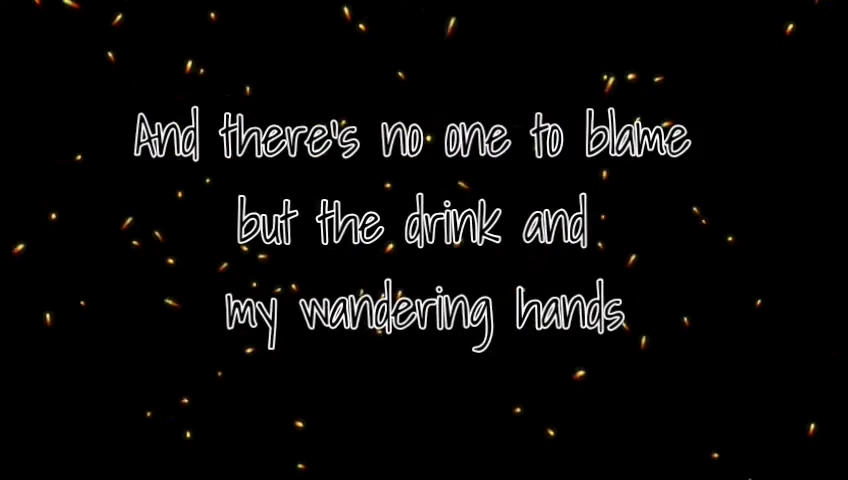 And there's no one to blame
but the drink and
my wandering hands